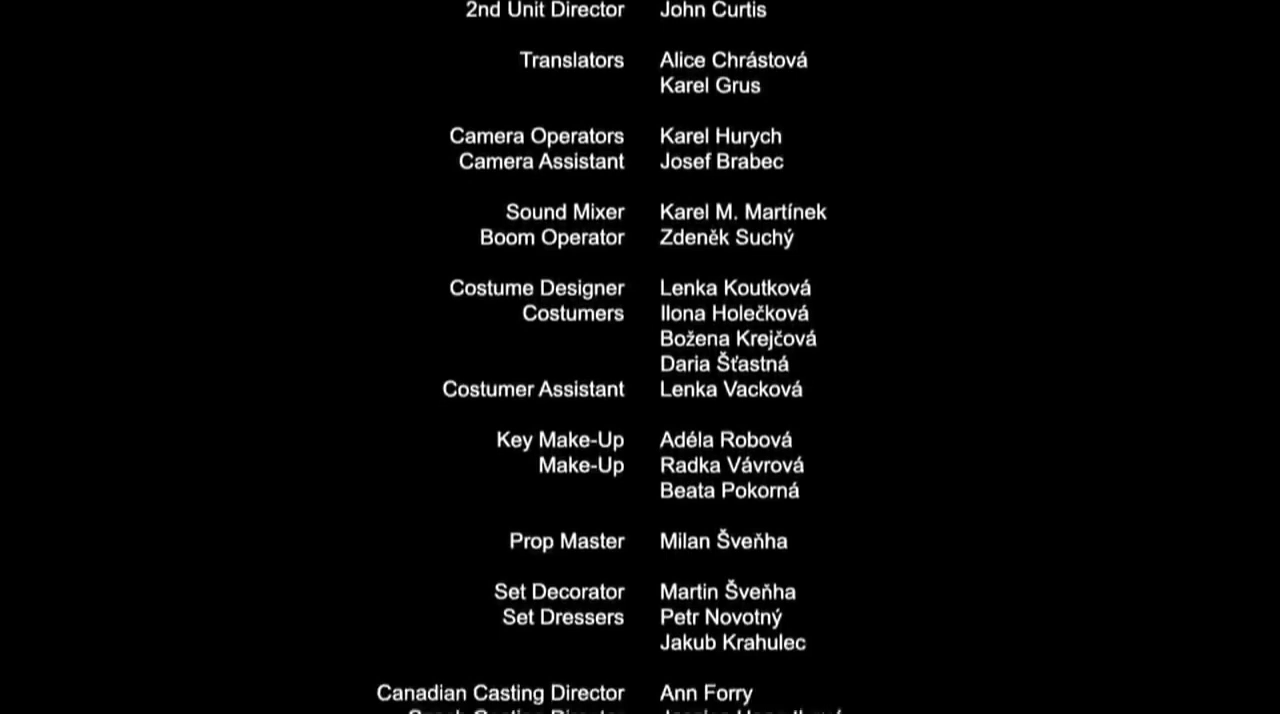 2nd Unit Director John Curtis
Translators Alice Chrástová
Karel Grus
Camera Operators Karel Hurych
Camera Assistant Josef Brabec
Sound Mixer Karel M. Martínek
Boom Operator Zdeněk Suchý
Costume Designer Lenka Koutková
Costumers Ilona Holečková
Božena Krejčová
Daria Šťastná
Costumer Assistant Lenka Vacková
Key Make-Up Adéla Robová
Make-Up Radka Vávrová
Beata Pokorná
Prop Master Milan Šveňha
Set Decorator Martin Šveňha
Set Dressers Petr Novotný
Jakub Krahulec
Canadian Casting Director Ann Forry
Czech Casting Director